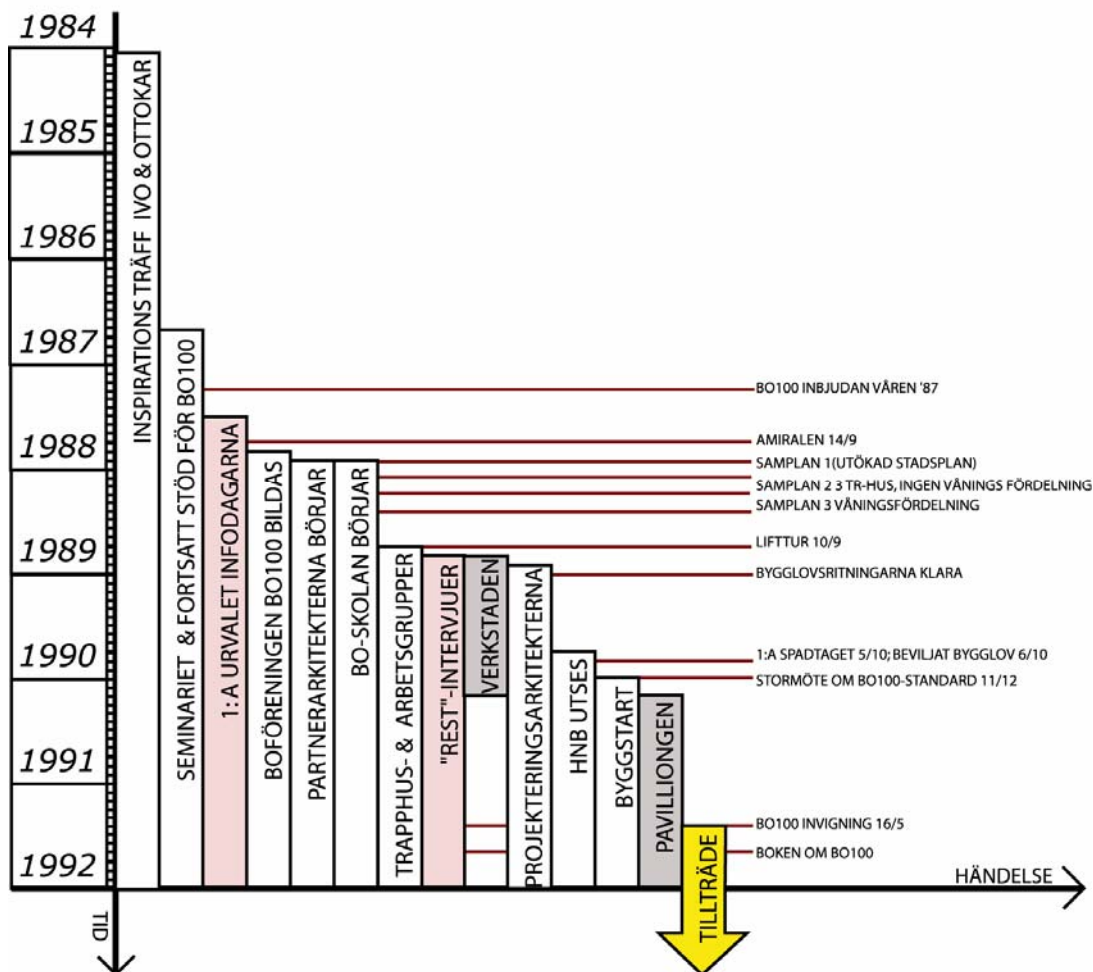 1984
1985
1986
1987
1988
1989
1990
1991
1992
TID
INSPIRATIONS TRÄFF IVO & OTTOKAR
SEMINARIET & FORTSATT STÖD FÖR BO100
1:A URVALET INFODAGARNA
BOFÖRENINGEN BO100 BILDAS
PARTNERARKITEKTERNA BÖRJAR
BO-SKOLAN BÖRJAR
TRAPPHUS- & ARBETSGRUPPER
"REST"-INTERVJUER
VERKSTADEN
PROJEKTERINGSARKITEKTERNA
HNB UTSES
BYGGSTART
PAVILLIONGEN
TILLTRÄDE
BO100 INBJUDAN VÅREN '87
AMIRALEN 14/9
SAMPLAN 1(UTÖKAD STADSPLAN)
SAMPLAN 2 3 TR-HUS, INGEN VÅNINGS FÖRDELNING
SAMPLAN 3 VÅNINGSFÖRDELNING
LIFTTUR 10/9
BYGGLOVSRITNINGARNA KLARA
1:A SPADTAGET 5/10; BEVILJAT BYGGLOV 6/10
STORMÖTE OM BO100-STANDARD 11/12
BO100 INVIGNING 16/5
BOKEN OM BO100
HÄNDELSE